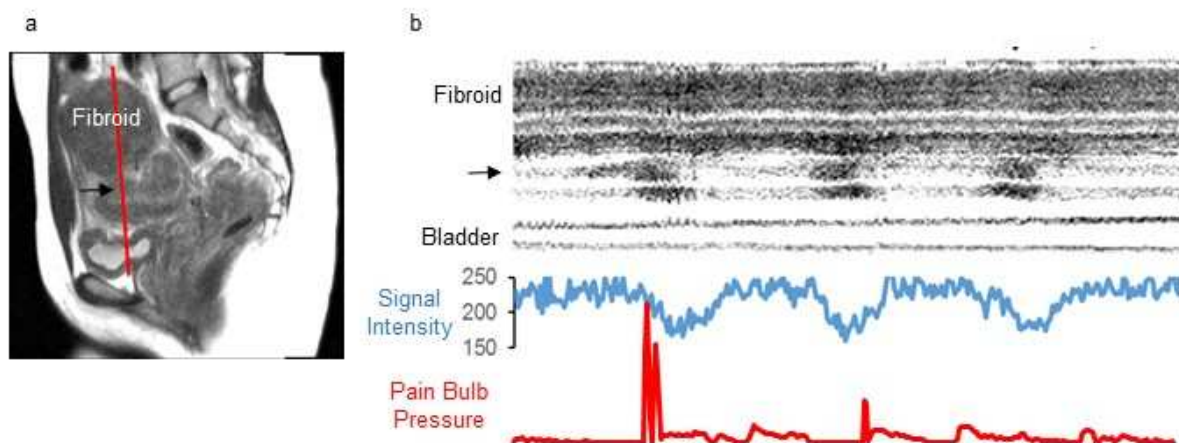 a
b
Fibroid
Fibroid
Bladder
Signal
Intensity
250
200
150
Pain Bulb
Pressure